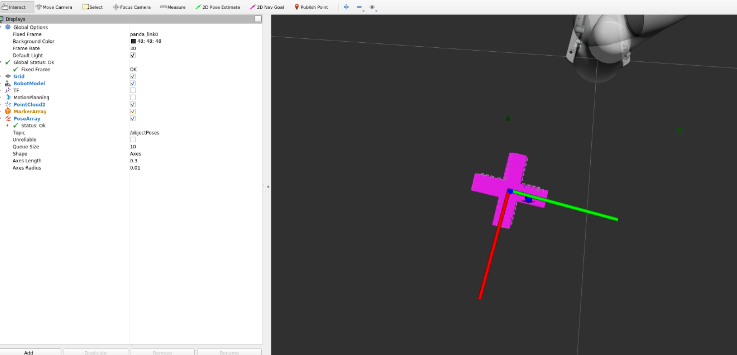 Interact Move Camera Select Focus Camera Measure 2D Pose Estimate 2D Nav Goal Publish Point
Displays
Global Options
Fixed Frame panda_link0
Background Color 48; 48; 48
Frame Rate 30
Default Light
Global Status: Ok
Fixed Frame OK
Grid
RobotModel
TF
MotionPlanning
PointCloud2
MarkerArray
PoseArray
Status: Ok
Topic /objectPoses
Unreliable
Queue Size 10
Shape Axes
Axes Length 0.3
Axes Radius 0.01
Add Duplicate Remove Rename